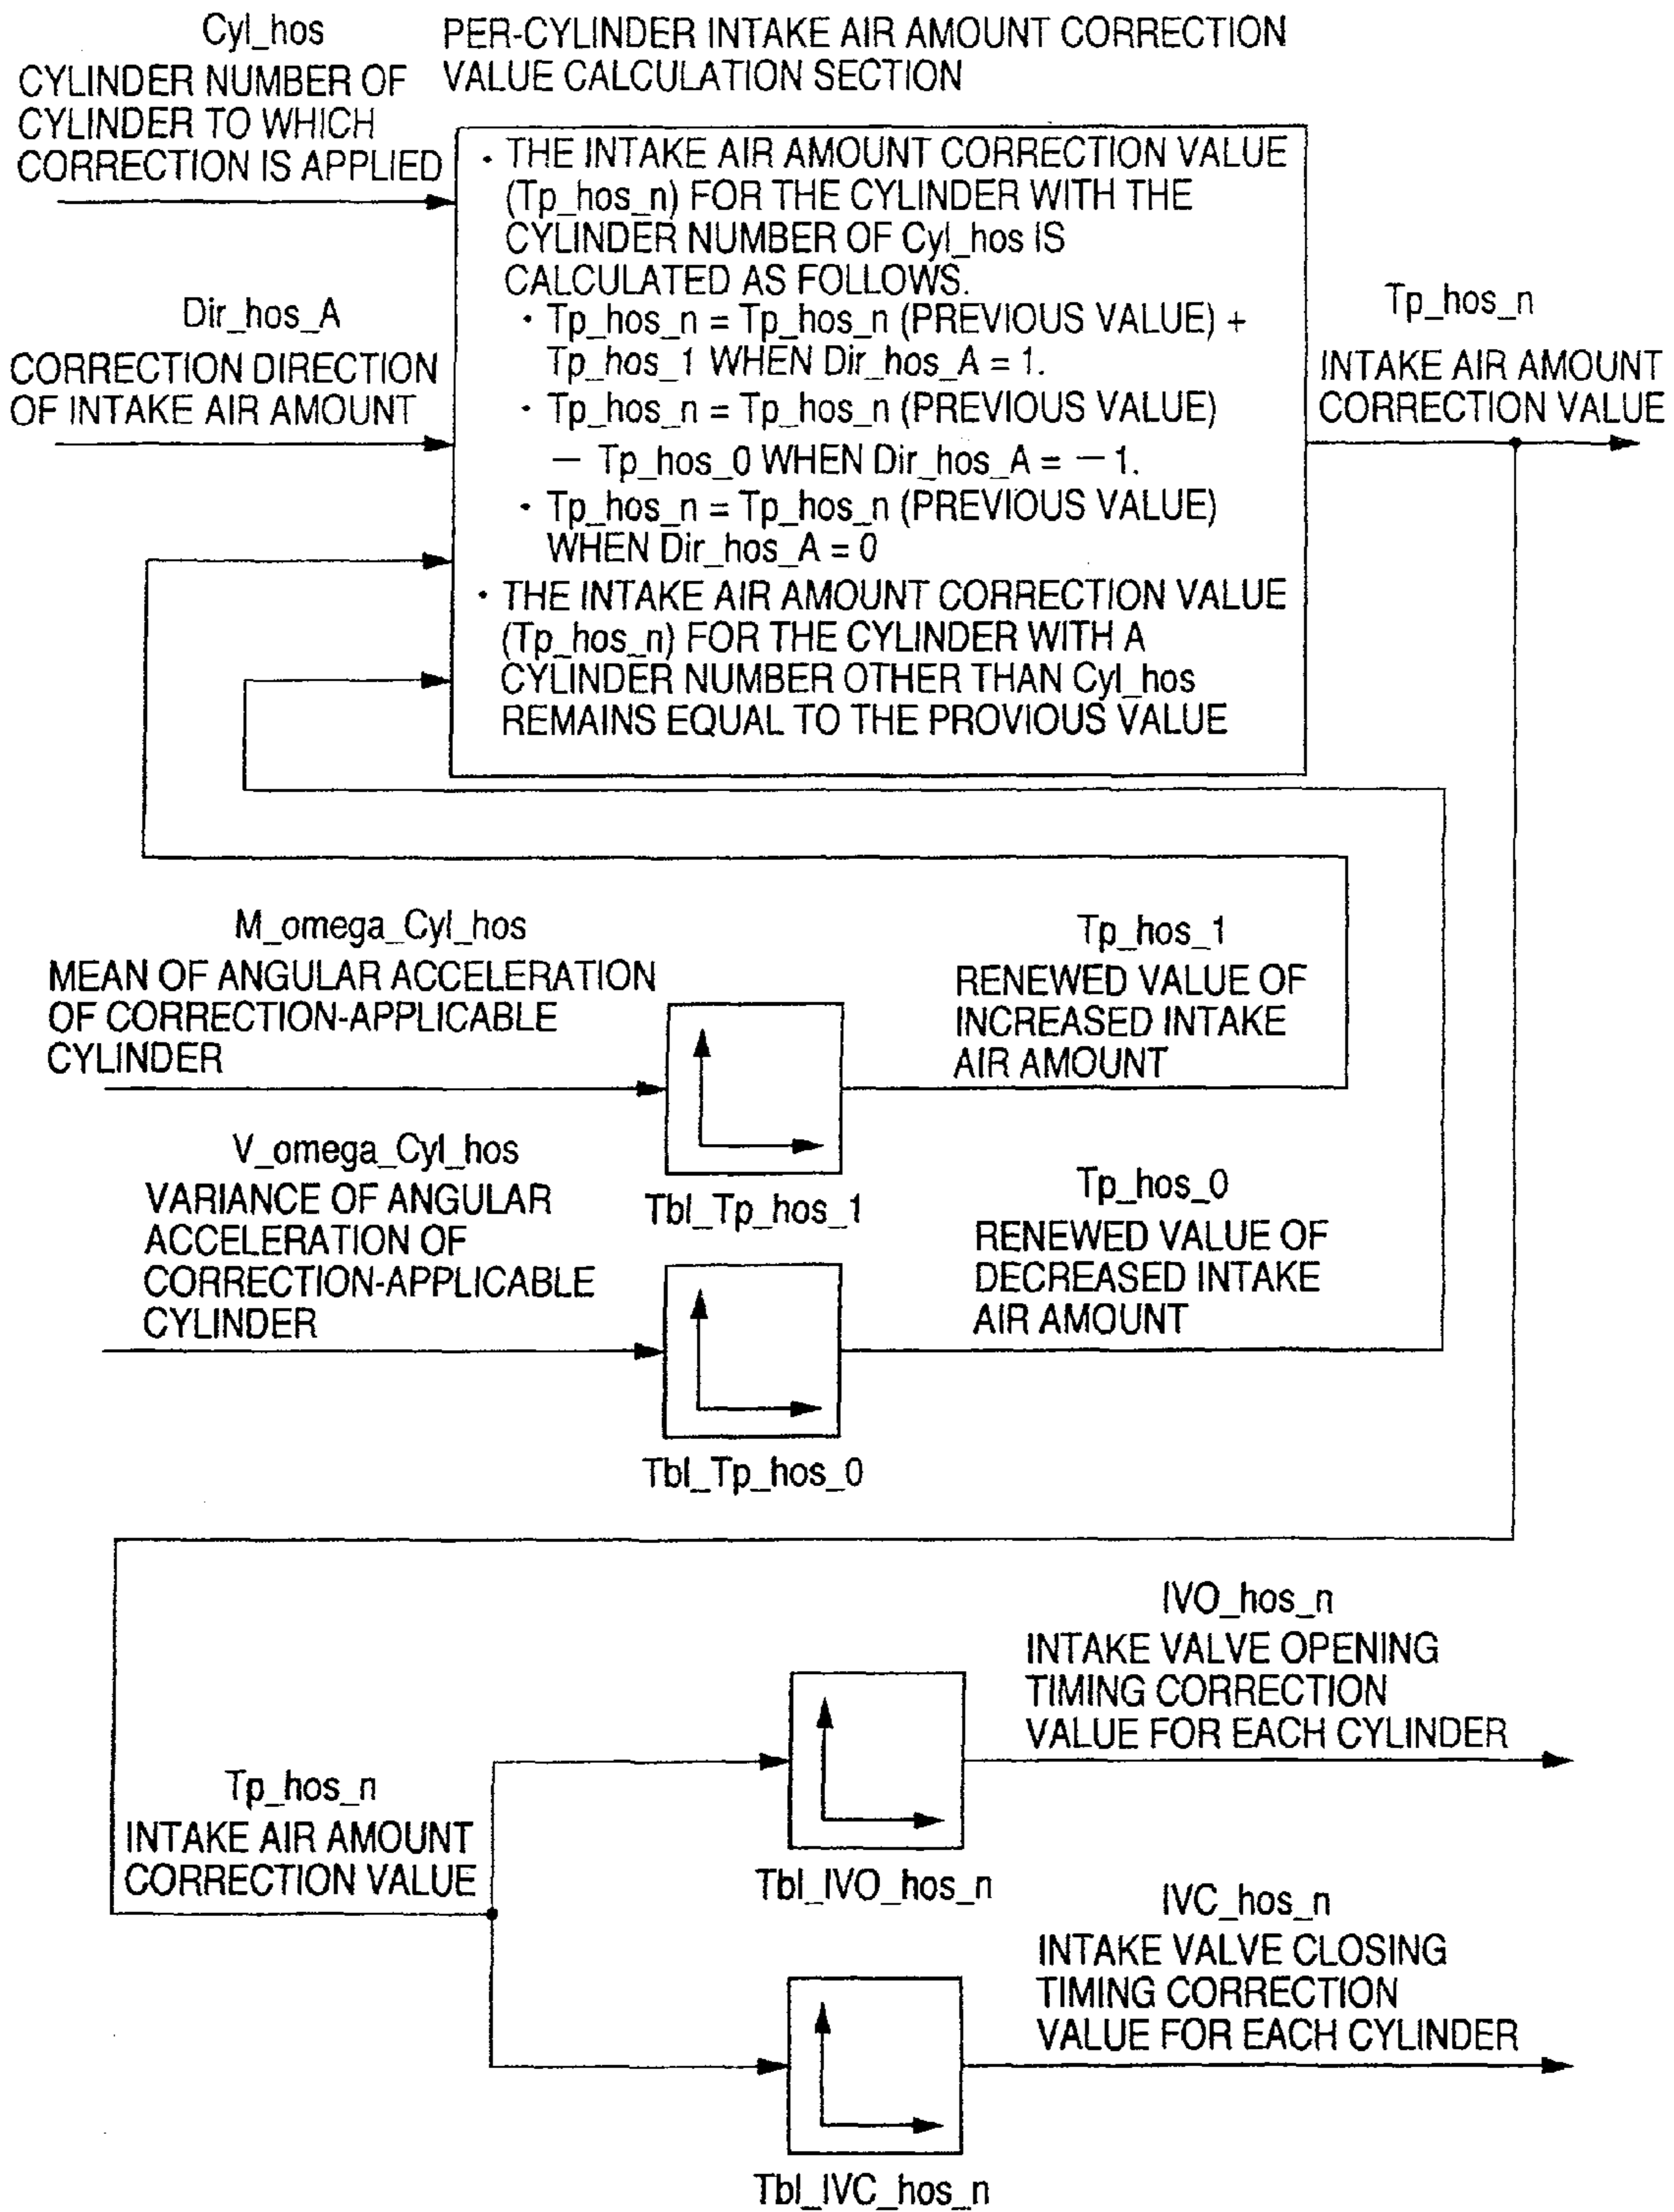 Cyl_hos
CYLINDER NUMBER OF
CYLINDER TO WHICH
CORRECTION IS APPLIED
PER-CYLINDER INTAKE AIR AMOUNT CORRECTION
VALUE CALCULATION SECTION
· THE INTAKE AIR AMOUNT CORRECTION VALUE
(Tp_hos_n) FOR THE CYLINDER WITH THE
CYLINDER NUMBER OF Cyl_hos IS
CALCULATED AS FOLLOWS.
· Tp_hos_n = Tp_hos_n (PREVIOUS VALUE) +
Tp_hos_1 WHEN Dir_hos_A = 1.
· Tp_hos_n = Tp_hos_n (PREVIOUS VALUE)
— Tp_hos_0 WHEN Dir_hos_A = —1.
· Tp_hos_n = Tp_hos_n (PREVIOUS VALUE)
WHEN Dir_hos_A = 0
· THE INTAKE AIR AMOUNT CORRECTION VALUE
(Tp_hos_n) FOR THE CYLINDER WITH A
CYLINDER NUMBER OTHER THAN Cyl_hos
REMAINS EQUAL TO THE PROVIOUS VALUE
Dir_hos_A
CORRECTION DIRECTION
OF INTAKE AIR AMOUNT
Tp_hos_n
INTAKE AIR AMOUNT
CORRECTION VALUE
M_omega_Cyl_hos
MEAN OF ANGULAR ACCELERATION
OF CORRECTION-APPLICABLE
CYLINDER
Tbl_Tp_hos_1
Tp_hos_1
RENEWED VALUE OF
INCREASED INTAKE
AIR AMOUNT
V_omega_Cyl_hos
VARIANCE OF ANGULAR
ACCELERATION OF
CORRECTION-APPLICABLE
CYLINDER
Tbl_Tp_hos_0
Tp_hos_0
RENEWED VALUE OF
DECREASED INTAKE
AIR AMOUNT
Tp_hos_n
INTAKE AIR AMOUNT
CORRECTION VALUE
Tbl_IVO_hos_n
IVO_hos_n
INTAKE VALVE OPENING
TIMING CORRECTION
VALUE FOR EACH CYLINDER
Tbl_IVC_hos_n
IVC_hos_n
INTAKE VALVE CLOSING
TIMING CORRECTION
VALUE FOR EACH CYLINDER